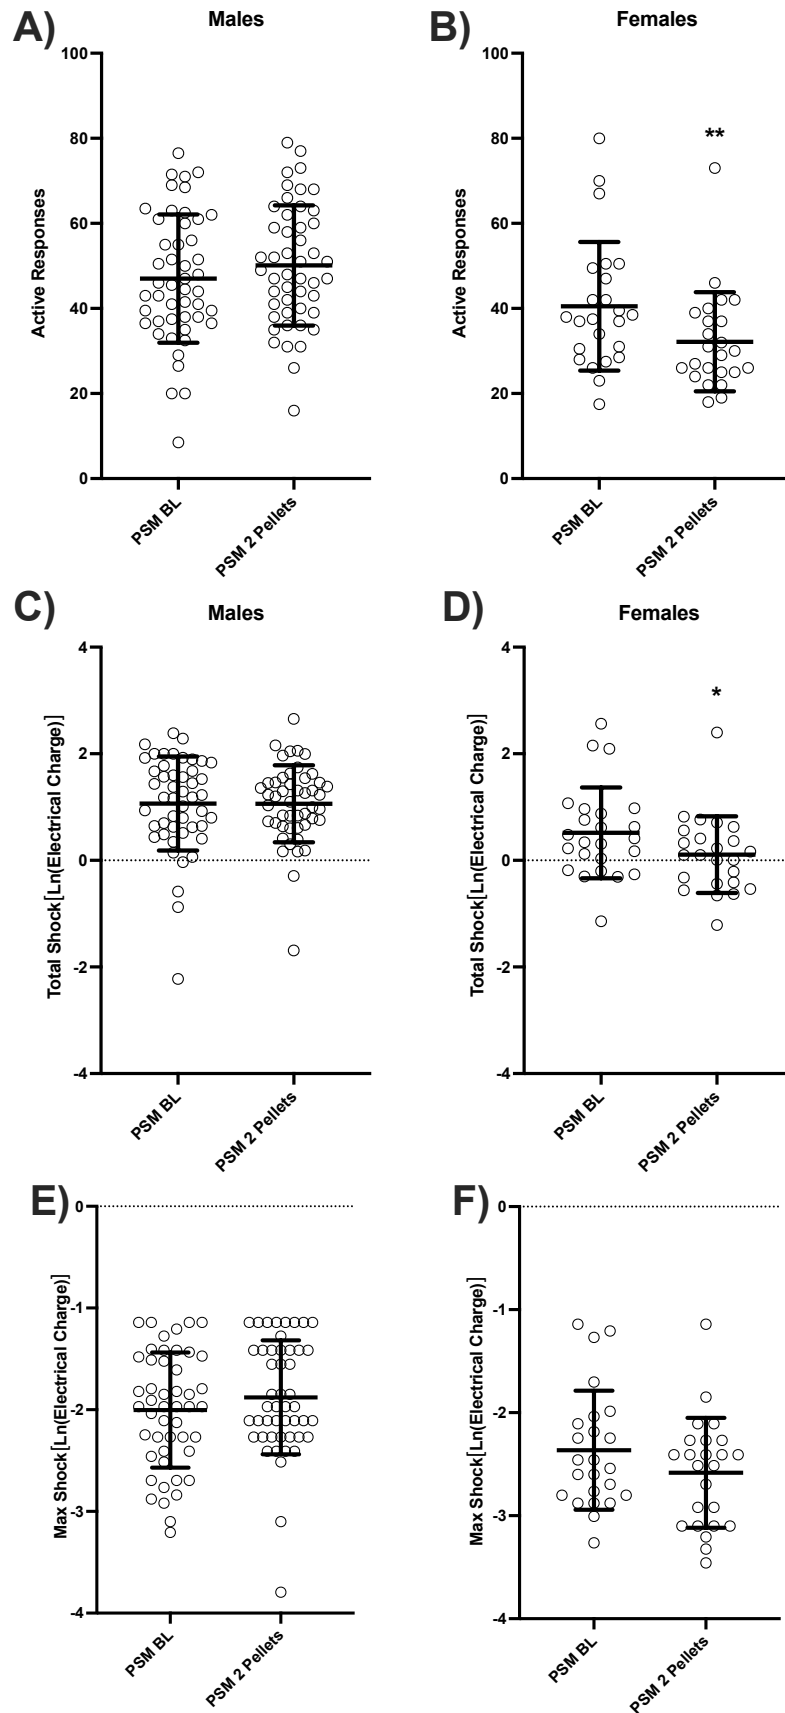 A)
Males
Active Responses
100
80
60
40
20
0
PSM BL
PSM 2 Pellets
B)
Females
**
Active Responses
100
80
60
40
20
0
PSM BL
PSM 2 Pellets
C)
Males
Total Shock[Ln(Electrical Charge)]
4
2
0
-2
-4
PSM BL
PSM 2 Pellets
D)
Females
*
Total Shock[Ln(Electrical Charge)]
4
2
0
-2
-4
PSM BL
PSM 2 Pellets
E)
Max Shock[Ln(Electrical Charge)]
0
-1
-2
-3
-4
PSM BL
PSM 2 Pellets
F)
Max Shock[Ln(Electrical Charge)]
0
-1
-2
-3
-4
PSM BL
PSM 2 Pellets